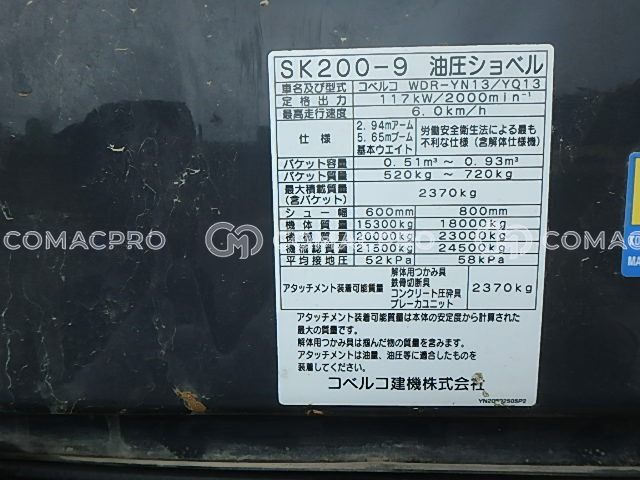 SK200-9 油圧ショベル
車名及び型式 コベルコ WDR-YN13/YQ13
定格出力 117kW/2000min⁻¹
最高走行速度 6.0km/h
仕様 2.94mアーム 5.65mブーム 基本ウエイト 労働安全衛生法による最も不利な仕様(含解体仕様機)
バケット容量 0.51m³ ~ 0.93m³
バケット質量 520kg ~ 720kg
最大積載質量(含バケット) 2370kg
シュー幅 600mm 800mm
機体質量 15300kg 18000kg
機械質量 20000kg 23000kg
機械総質量 21500kg 24500kg
平均接地圧 52kPa 58kPa
アタッチメント装着可能質量 解体用つかみ具 鉄骨切断具 コンクリート圧砕具 ブレーカユニット 2370kg
アタッチメント装着可能質量は本体の安定度から計算された
最大の質量です。
解体用つかみ具は掴んだ物の質量を含みます。
アタッチメントは油量、油圧等に適合したものを
装着してください。
コベルコ建機株式会社
COMACPRO
COMACPRO
COMACPRO
MA